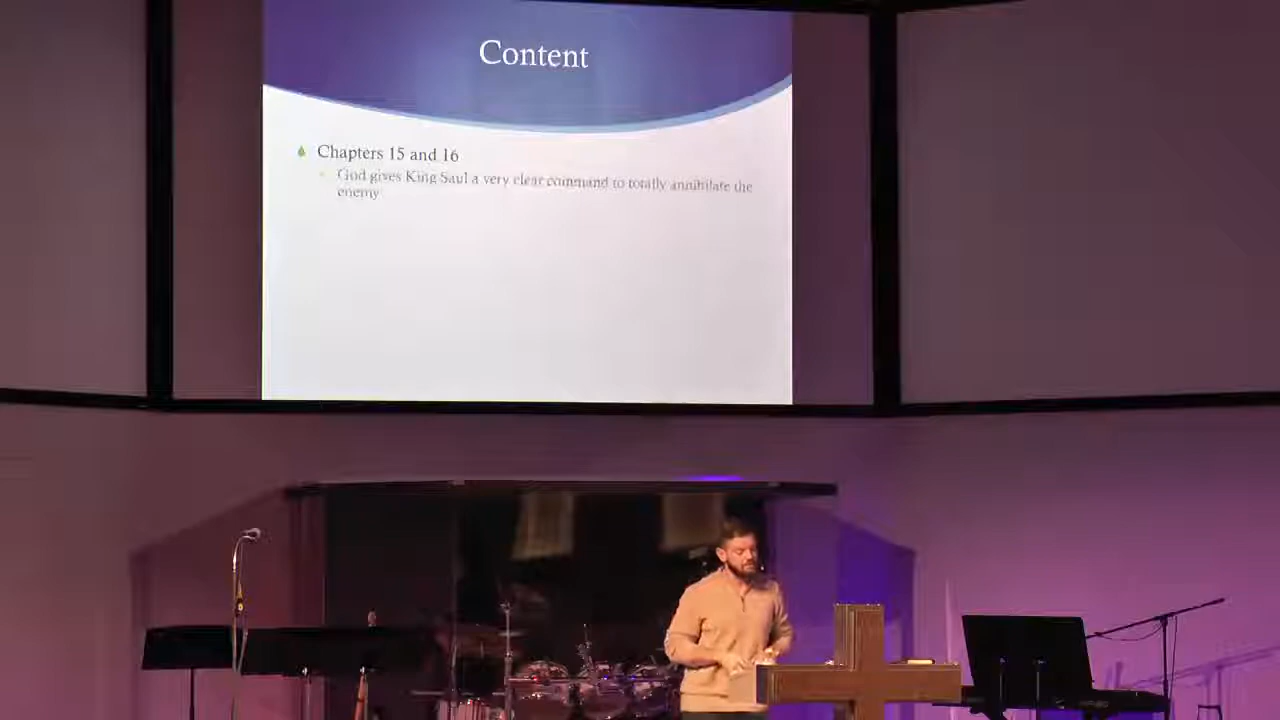 Content
Chapters 15 and 16
God gives King Saul a very clear command to totally annihilate the
enemy